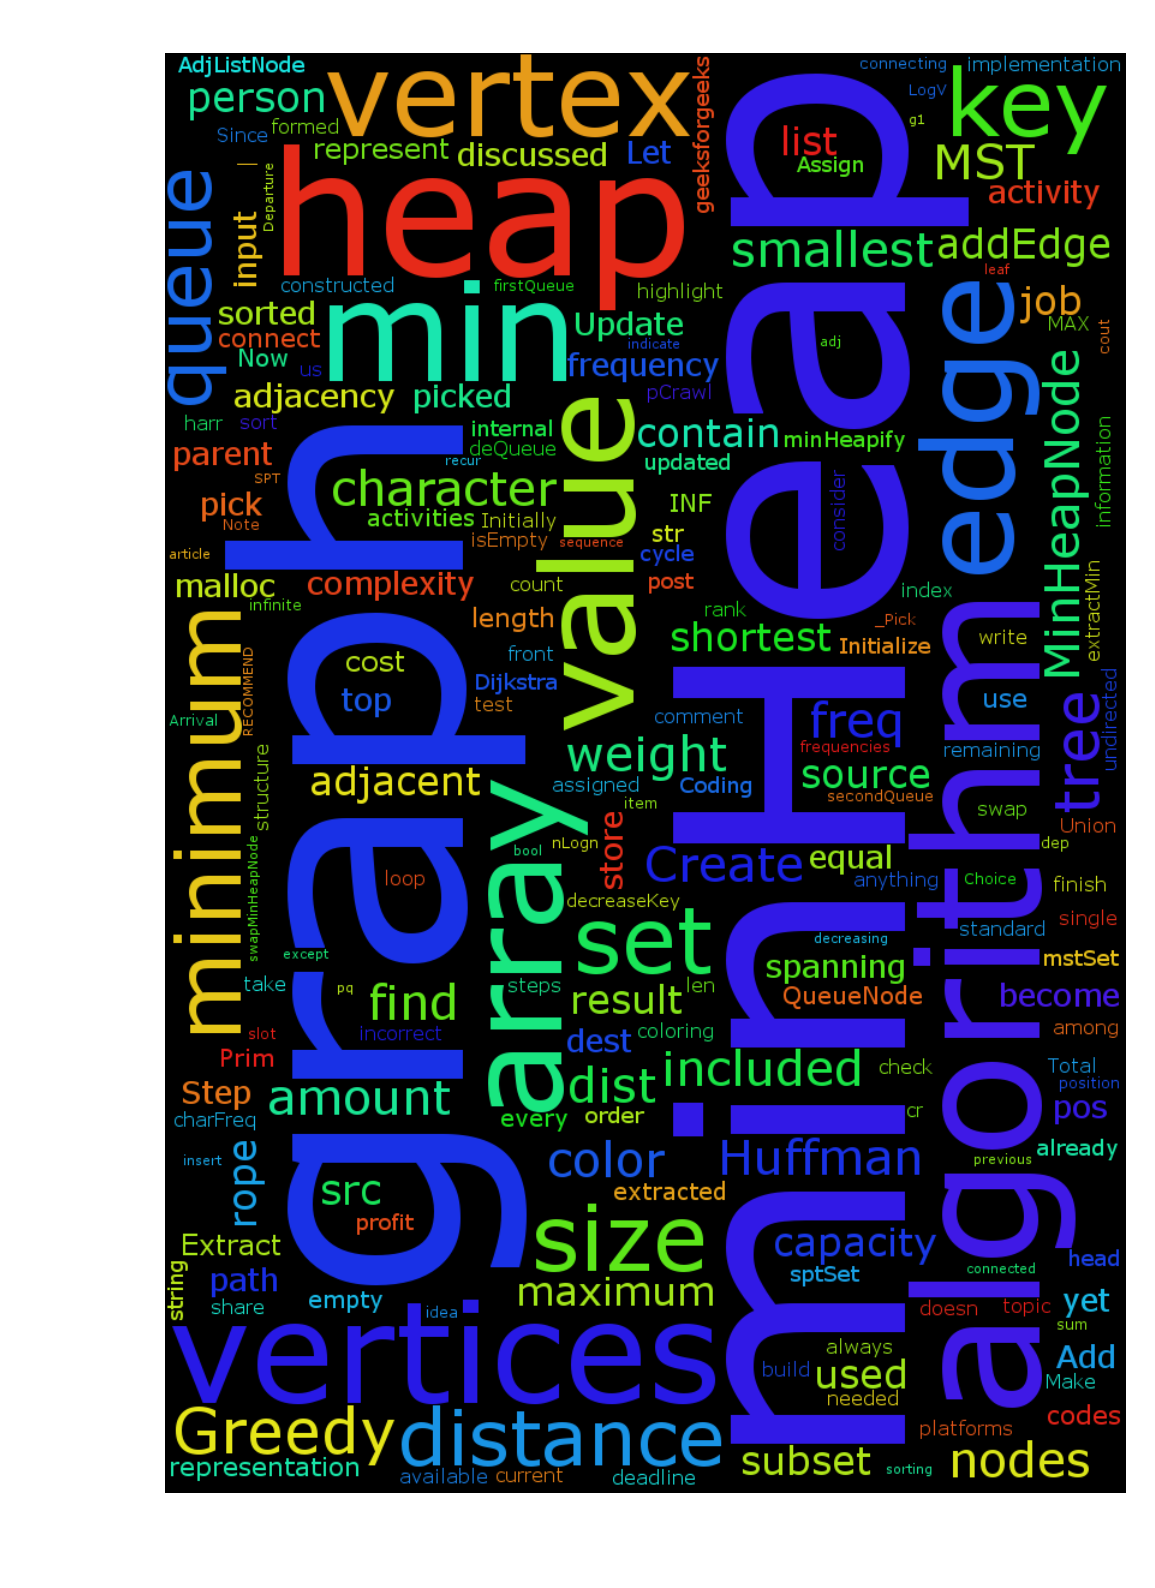 AdjListNode
vertex
connecting
implementation
person
geeksforgeeks
LogV
key
Since
formed
g1
list
represent
discussed
Let
Assign
MST
heap
activity
queue
input
Departure
|
minHeap
smallest
addEdge
leaf
constructed
firstQueue
highlight
edge
job
sorted
min
Update
MAX
connect
indicate
cout
Now
us
frequency
adj
MinHeapNode
adjacency
picked
pCrawl
value
harr
sort
internal
contain
minHeapify
information
parent
graph
deQueue
recur
updated
SPT
character
consider
pick
INF
Note
activities
Initially
str
isEmpty
sequence
article
cycle
malloc
complexity
count
post
index
extractMin
infinite
algorithm
minimum
length
rank
_Pick
write
shortest
Initialize
RECOMMEND
cost
front
Dijkstra
undirected
top
test
use
tree
Arrival
comment
freq
structure
weight
frequencies
remaining
adjacent
array
assigned
Coding
source
secondQueue
item
swap
store
Union
swapMinHeapNode
bool
nLogn
dep
Create
equal
loop
anything
Choice
finish
decreaseKey
set
single
standard
decreasing
except
spanning
mstSet
take
pq
find
steps
result
len
QueueNode
become
slot
incorrect
dest
coloring
among
Prim
included
check
Total
position
Step
amount
dist
charFreq
every
order
cr
pos
rope
already
insert
color
Huffman
previous
src
extracted
profit
size
Extract
capacity
head
string
path
sptSet
connected
share
empty
maximum
idea
doesn
topic
yet
sum
vertices
always
build
used
Add
needed
Make
Greedy
distance
codes
platforms
representation
available
current
deadline
subset
sorting
nodes